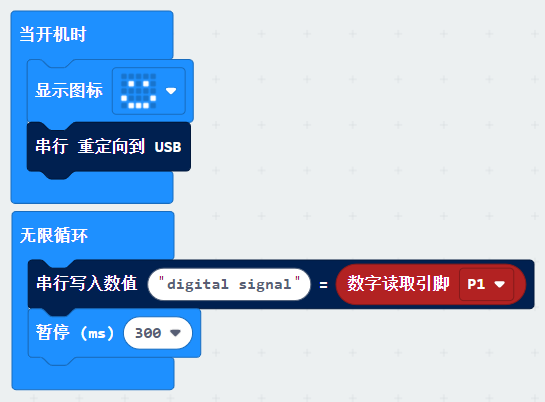 当开机时
显示图标
串行 重定向到 USB
无限循环
串行写入数值 "digital signal" = 数字读取引脚 P1
暂停 (ms) 300